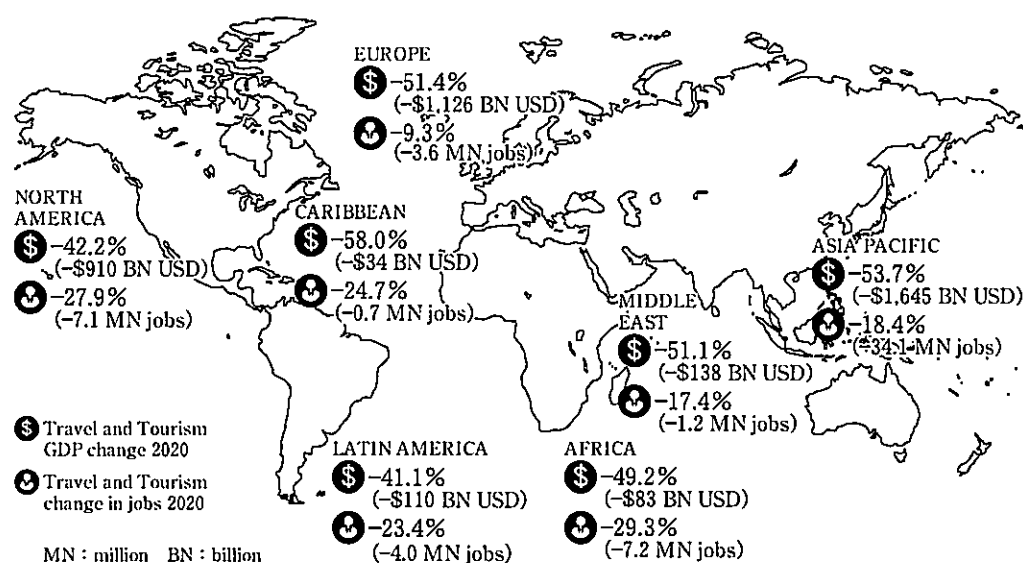 EUROPE
$ -51.4%
(-$1,126 BN USD)
-9.3%
(-3.6 MN jobs)
NORTH
AMERICA
$ -42.2%
(-$910 BN USD)
-27.9%
(-7.1 MN jobs)
CARIBBEAN
$ -58.0%
(-$34 BN USD)
-24.7%
(-0.7 MN jobs)
ASIA PACIFIC
$ -53.7%
(-$1,645 BN USD)
-18.4%
(-34.1 MN jobs)
MIDDLE
EAST
$ -51.1%
(-$138 BN USD)
-17.4%
(-1.2 MN jobs)
LATIN AMERICA
$ -41.1%
(-$110 BN USD)
-23.4%
(-4.0 MN jobs)
AFRICA
$ -49.2%
(-$83 BN USD)
-29.3%
(-7.2 MN jobs)
$ Travel and Tourism
GDP change 2020
Travel and Tourism
change in jobs 2020
MN : million BN : billion